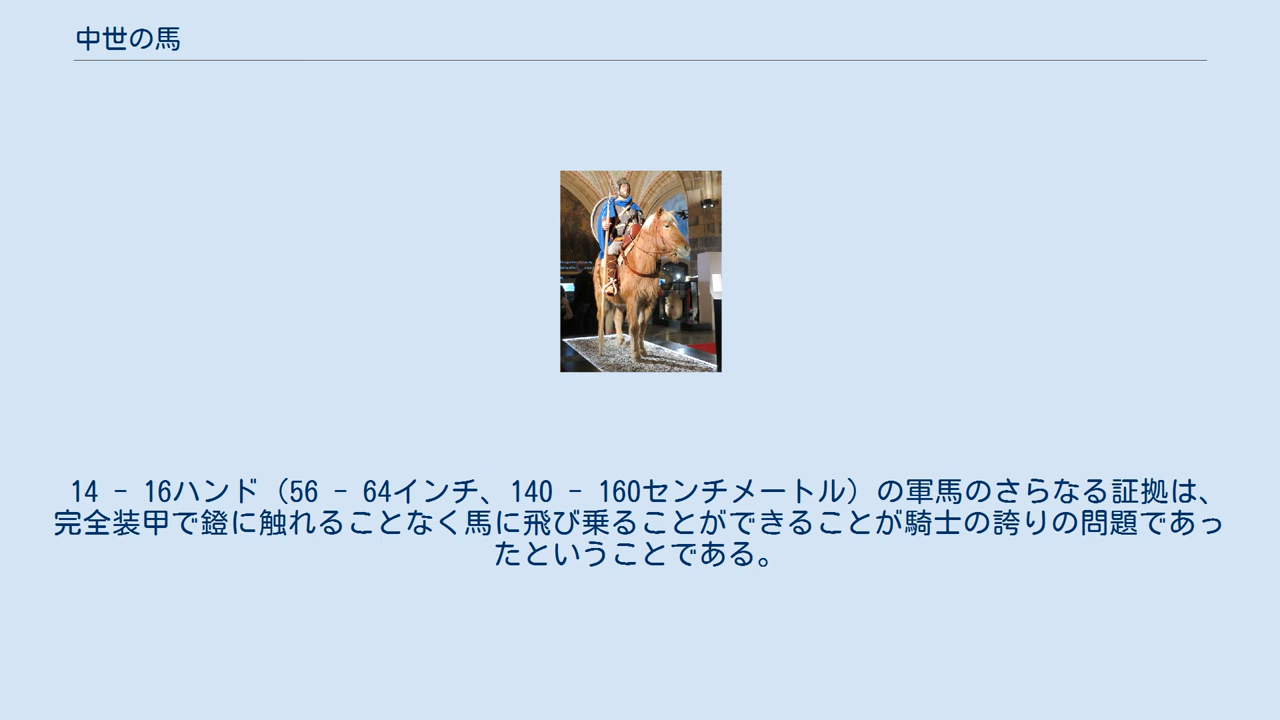 中世の馬
14 - 16ハンド（56 - 64インチ、140 - 160センチメートル）の軍馬のさらなる証拠は、
完全装甲で鐙に触れることなく馬に飛び乗ることができることが騎士の誇りの問題であっ
たということである。